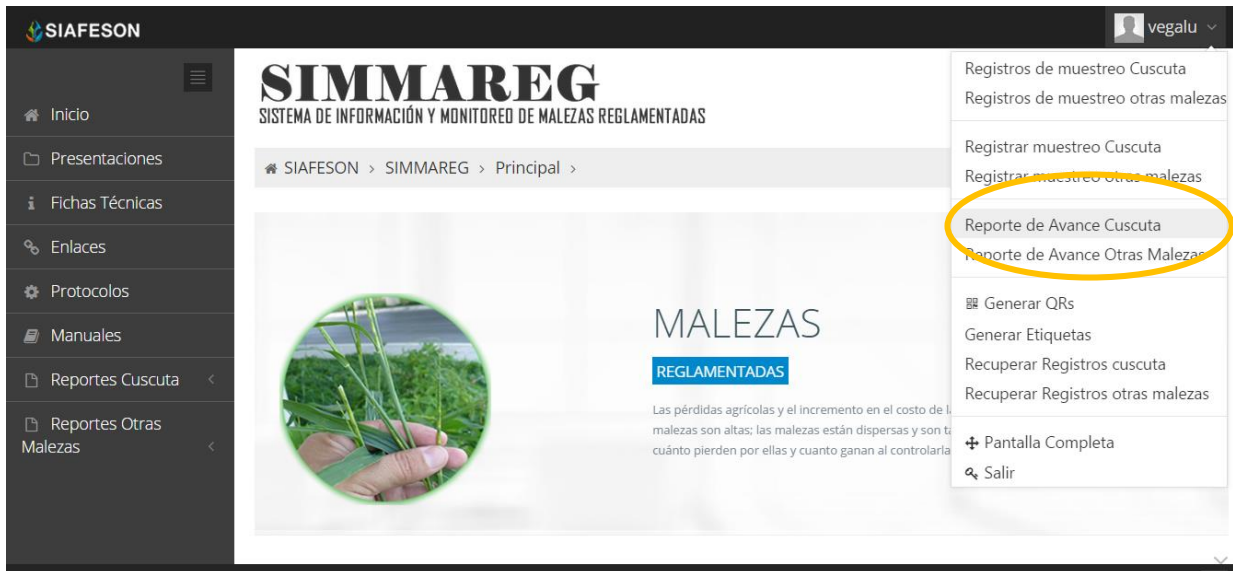 SIAFESON
vegalu
Inicio
Presentaciones
Fichas Técnicas
Enlaces
Protocolos
Manuales
Reportes Cuscuta
Reportes Otras
Malezas
SIMMAREG
SISTEMA DE INFORMACIÓN Y MONITOREO DE MALEZAS REGLAMENTADAS
SIAFESON > SIMMAREG > Principal >
MALEZAS
REGLAMENTADAS
Las pérdidas agrícolas y el incremento en el costo de
malezas son altas; las malezas están dispersas y son
cuánto pierden por ellas y cuanto ganan al
Registros de muestreo Cuscuta
Registros de muestreo otras malezas
Registrar muestreo Cuscuta
Registrar muestreo otras malezas
Reporte de Avance Cuscuta
Reporte de Avance Otras Malezas
Generar QRs
Generar Etiquetas
Recuperar Registros cuscuta
Recuperar Registros otras malezas
Pantalla Completa
Salir